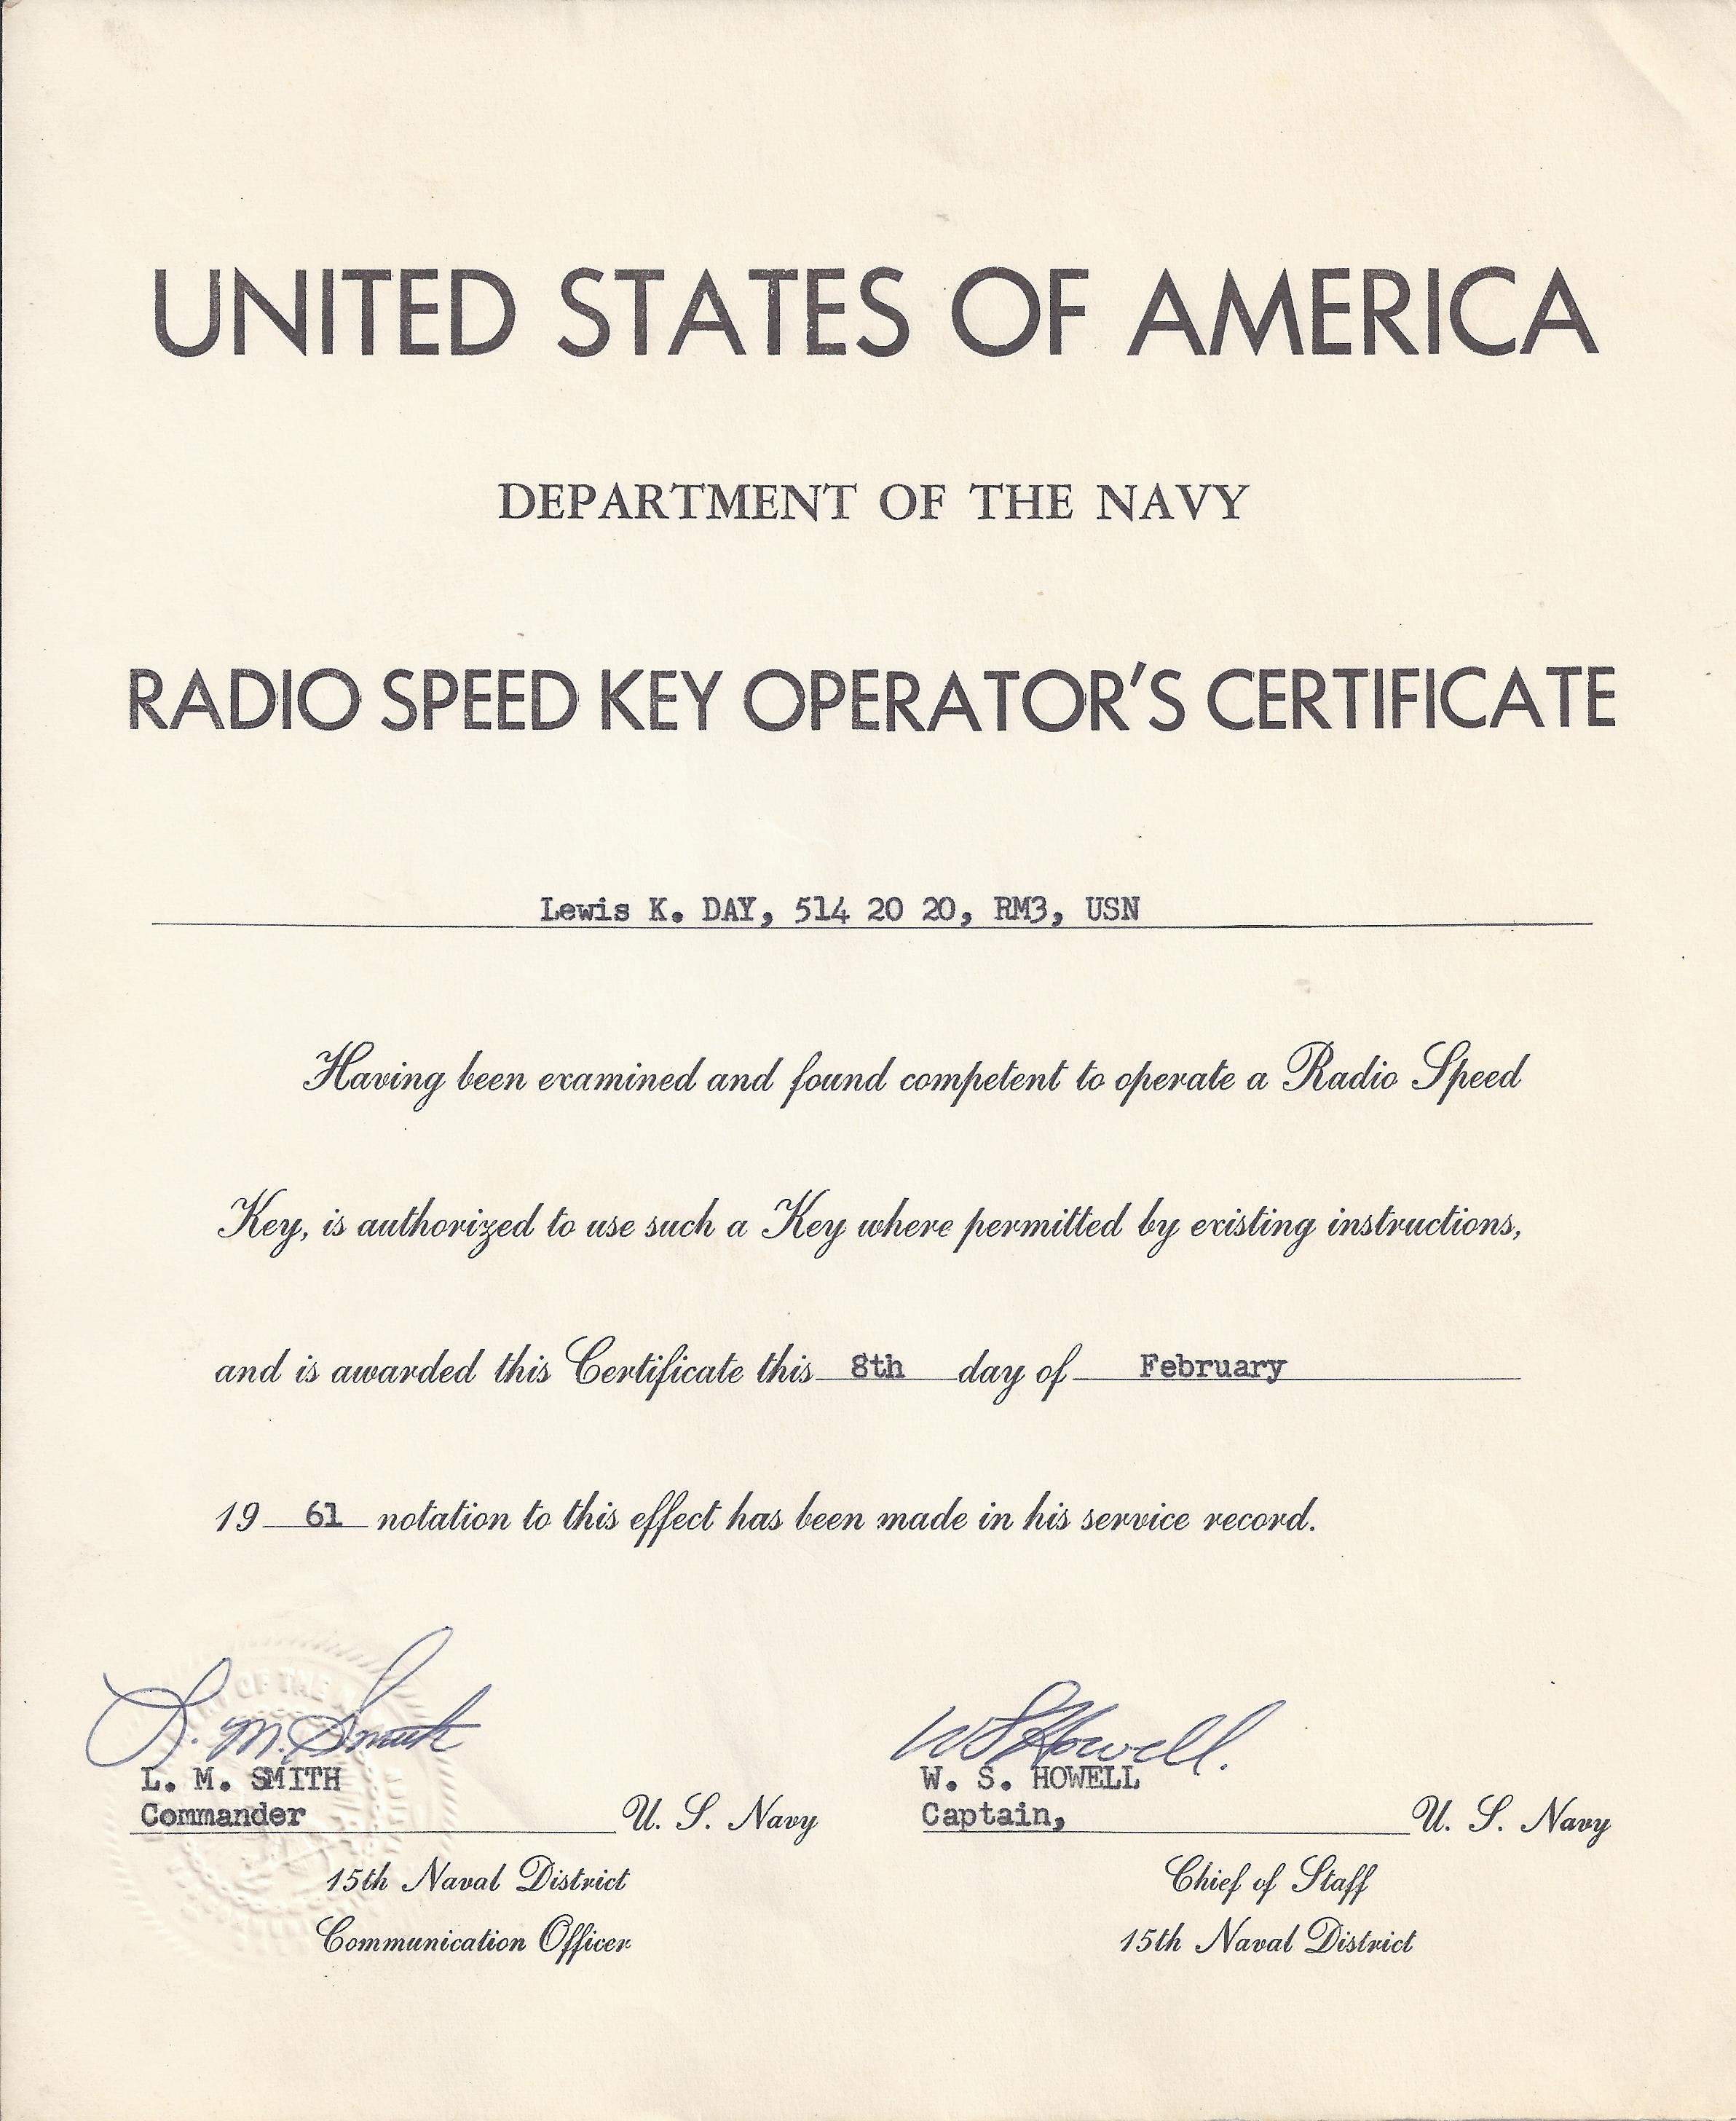 UNITED STATES OF AMERICA
DEPARTMENT OF THE NAVY
RADIO SPEED KEY OPERATOR'S CERTIFICATE
Lewis K. DAY, 514 20 20, RM3, USN
Having been examined and found competent to operate a Radio Speed
Key, is authorized to use such a Key where permitted by existing instructions,
and is awarded this Certificate this 8th day of February
19 61 notation to this effect has been made in his service record.
L. M. Smith
W S Howell.
L. M. SMITH
W. S. HOWELL
Commander U. S. Navy
Captain, U. S. Navy
15th Naval District
Chief of Staff
Communication Officer
15th Naval District
OF THE